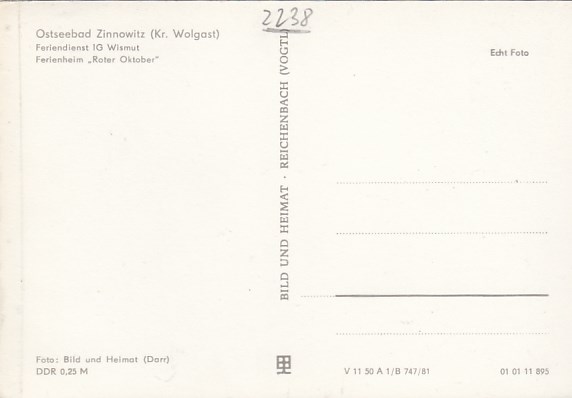 2238
Ostseebad Zinnowitz (Kr. Wolgast)
Feriendienst IG Wismut
Ferienheim „Roter Oktober"
Echt Foto
BILD UND HEIMAT · REICHENBACH (VOGTL)
Foto: Bild und Heimat (Darr)
DDR 0,25 M
V 11 50 A 1/B 747/81
01 01 11 895